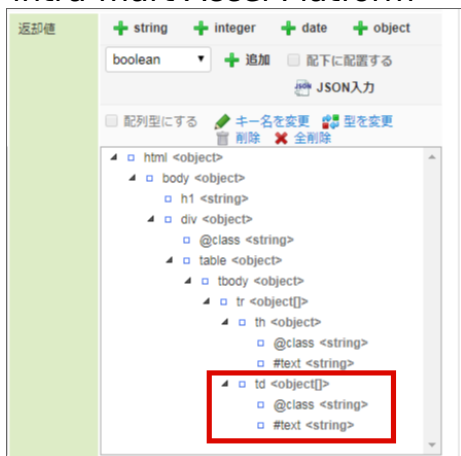 返却値
string integer date object
boolean 追加 配下に配置する
JSON入力
配列型にする キー名を変更 型を変更
削除 全削除
html <object>
body <object>
h1 <string>
div <object>
@class <string>
table <object>
tbody <object>
tr <object[]>
th <object>
@class <string>
#text <string>
td <object[]>
@class <string>
#text <string>